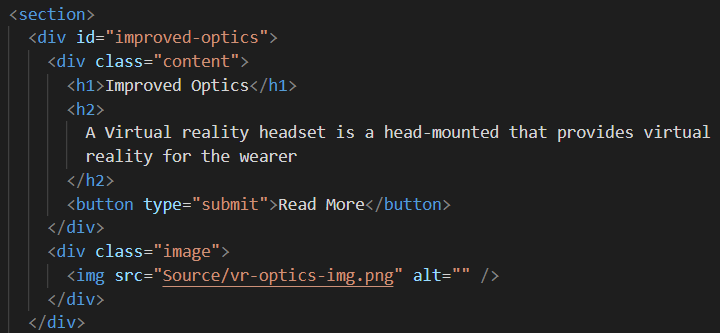 <section>
<div id="improved-optics">
<div class="content">
<h1>Improved Optics</h1>
<h2>
A Virtual reality headset is a head-mounted that provides virtual
reality for the wearer
</h2>
<button type="submit">Read More</button>
</div>
<div class="image">
<img src="Source/vr-optics-img.png" alt="" />
</div>
</div>